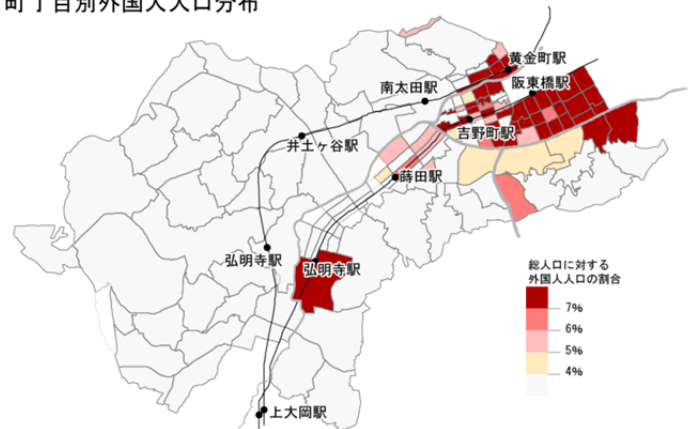 町丁目別外国人人口分布
黄金町駅
南太田駅
阪東橋駅
吉野町駅
井土ヶ谷駅
蒔田駅
弘明寺駅
弘明寺駅
上大岡駅
総人口に対する
外国人人口の割合
7%
6%
5%
4%